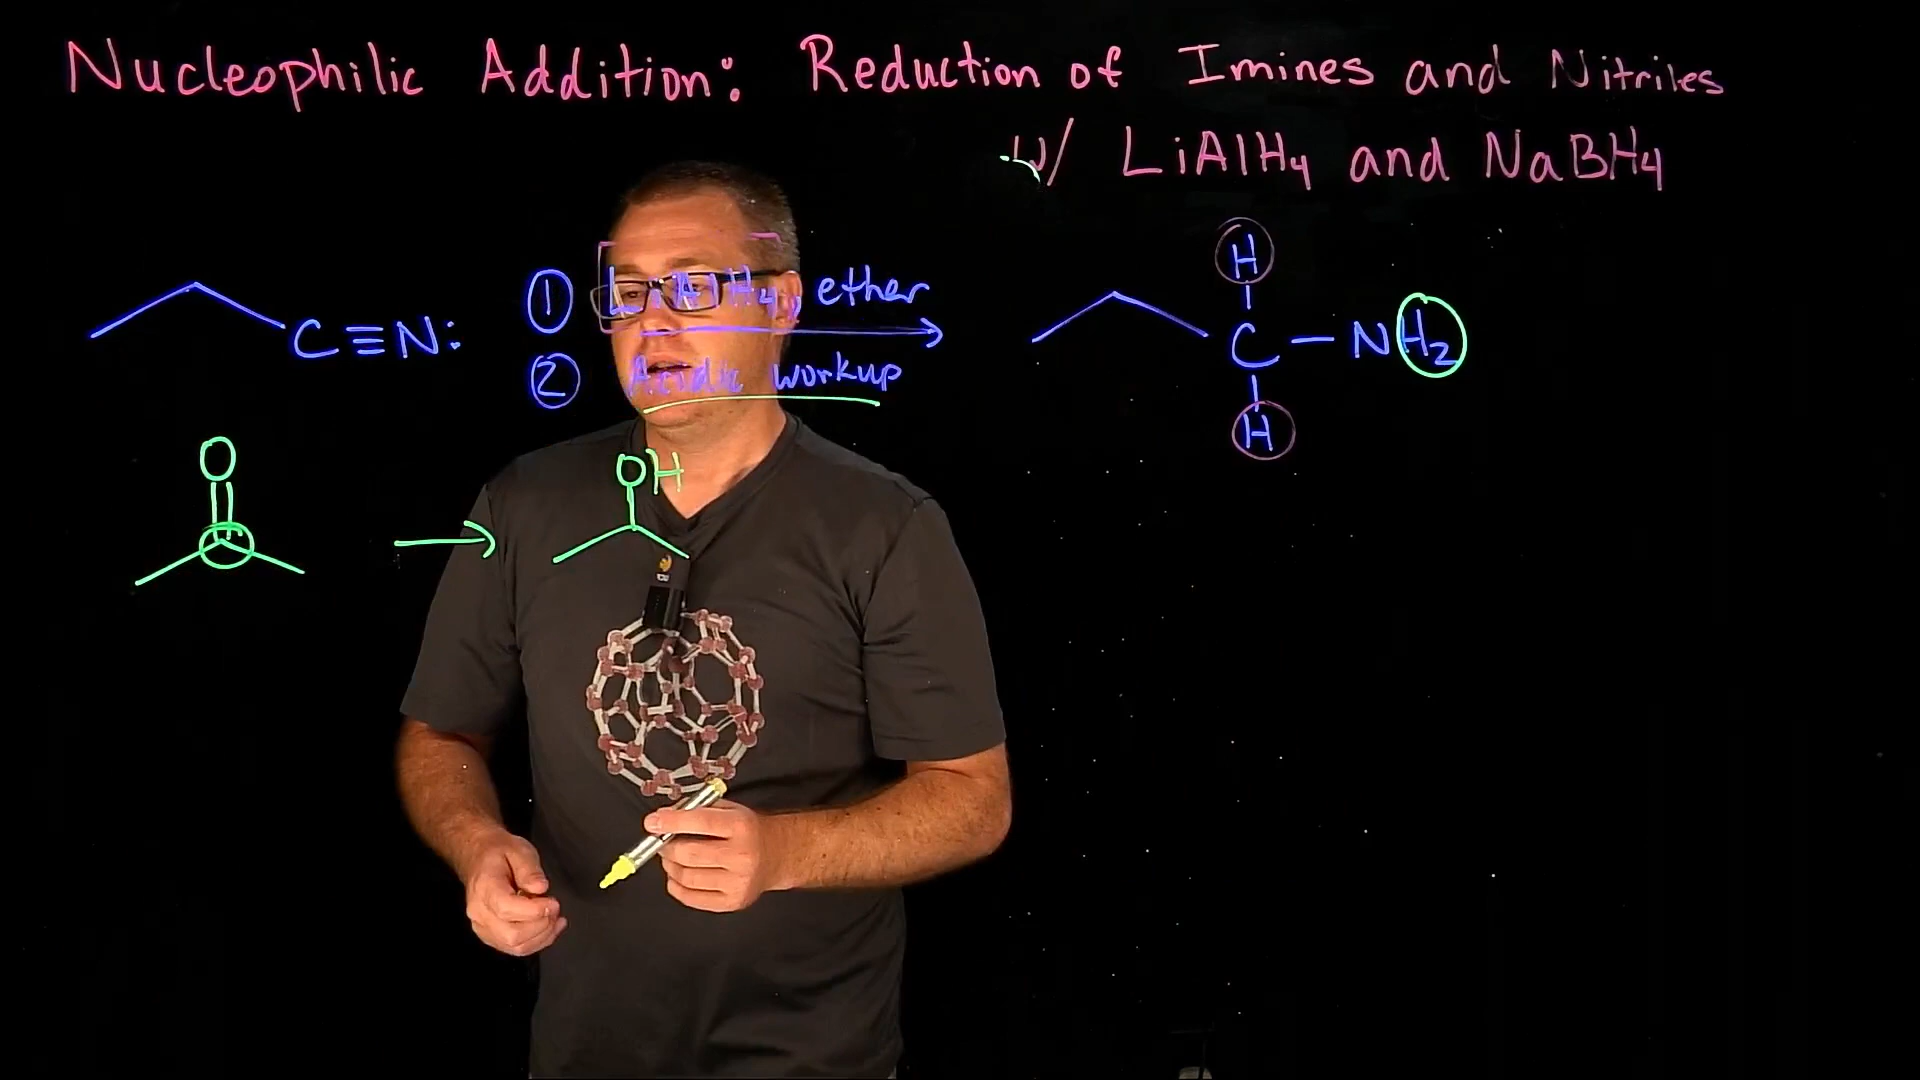 Nucleophilic Addition: Reduction of Imines and Nitriles
w/ LiAlH4 and NaBH4
C≡N:
① LiAlH4, ether
② Acidic workup
H
C — NH2
H
O
OH